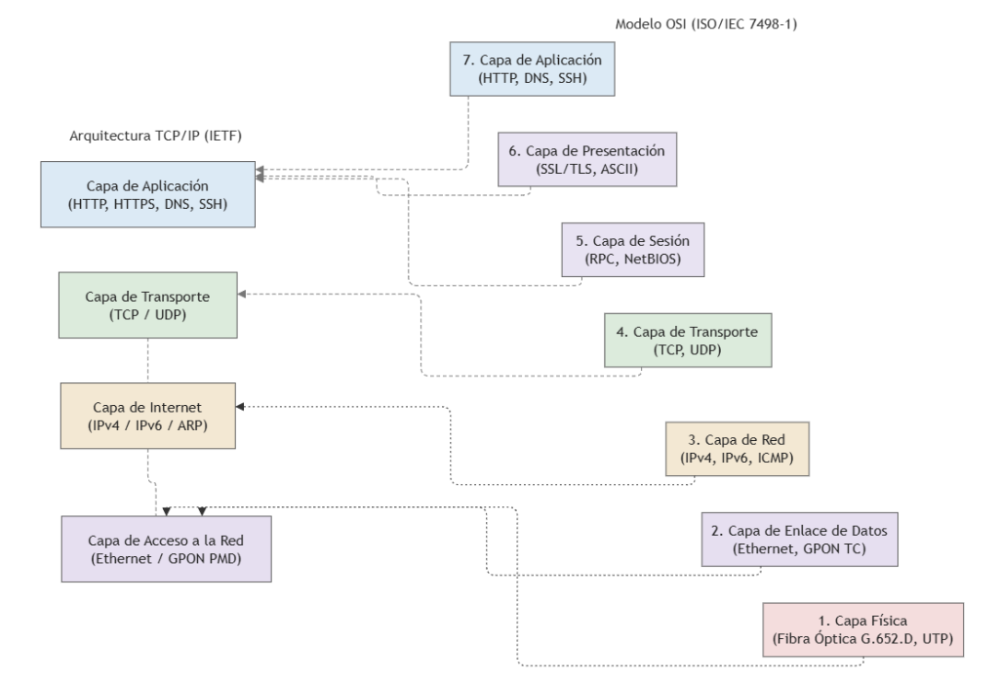 Modelo OSI (ISO/IEC 7498-1)
7. Capa de Aplicación
(HTTP, DNS, SSH)
Arquitectura TCP/IP (IETF)
6. Capa de Presentación
(SSL/TLS, ASCII)
Capa de Aplicación
(HTTP, HTTPS, DNS, SSH)
5. Capa de Sesión
(RPC, NetBIOS)
Capa de Transporte
(TCP / UDP)
4. Capa de Transporte
(TCP, UDP)
Capa de Internet
(IPv4 / IPv6 / ARP)
3. Capa de Red
(IPv4, IPv6, ICMP)
2. Capa de Enlace de Datos
(Ethernet, GPON TC)
Capa de Acceso a la Red
(Ethernet / GPON PMD)
1. Capa Física
(Fibra Óptica G.652.D, UTP)